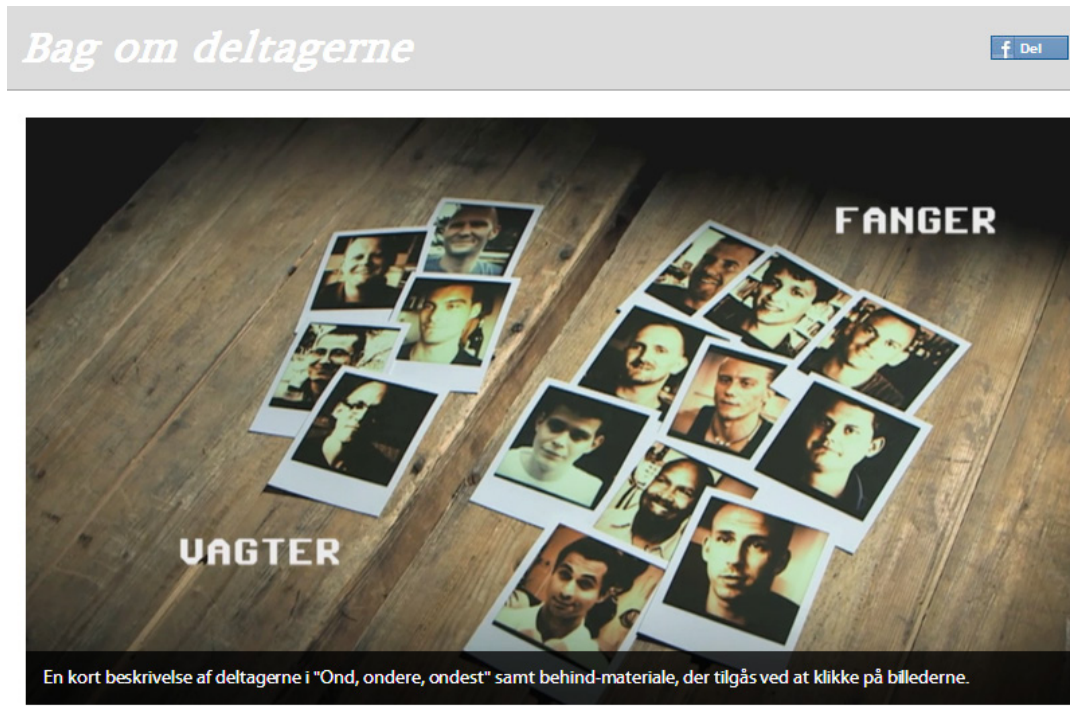 Bag om deltagerne
f Del
FANGER
VAGTER
En kort beskrivelse af deltagerne i "Ond, ondere, ondest" samt behind-materiale, der tilgås ved at klikke på billederne.